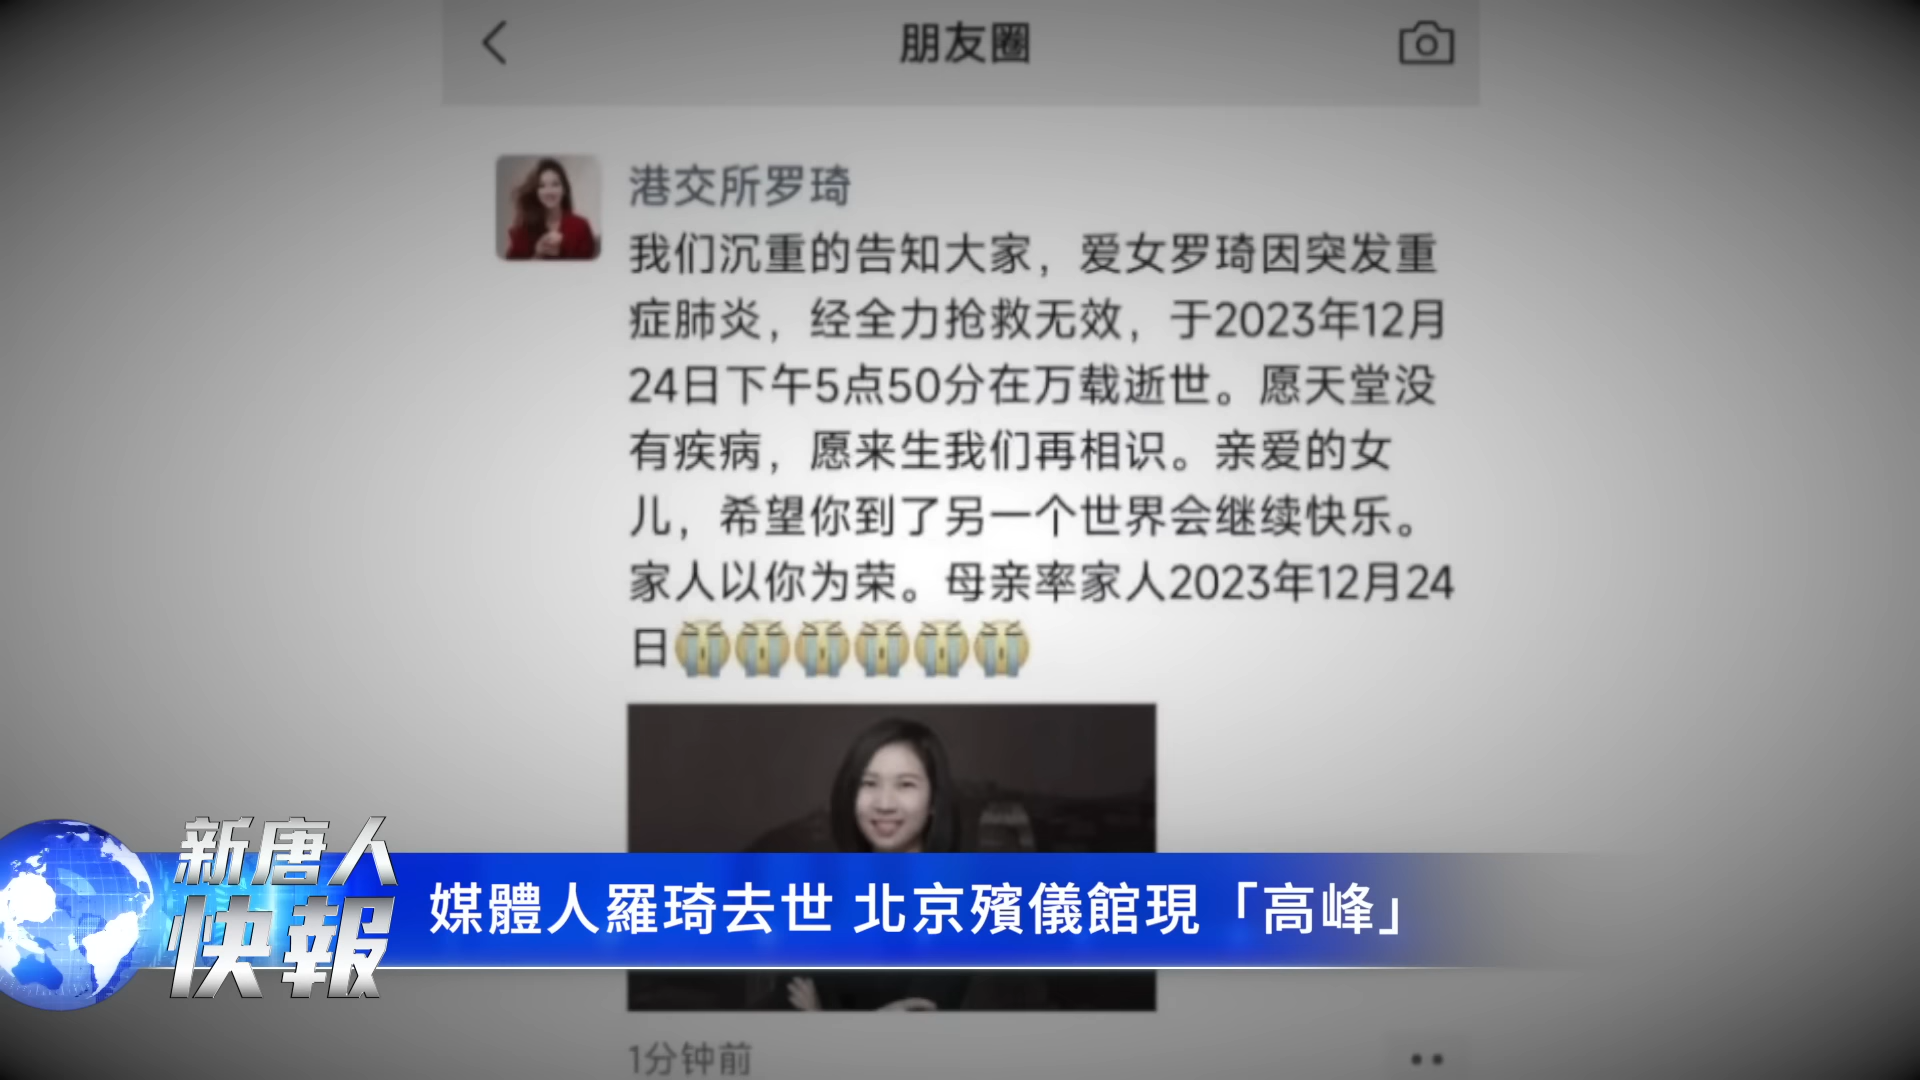 朋友圈
港交所罗琦
我们沉重的告知大家，爱女罗琦因突发重
症肺炎，经全力抢救无效，于2023年12月
24日下午5点50分在万载逝世。愿天堂没
有疾病，愿来生我们再相识。亲爱的女
儿，希望你到了另一个世界会继续快乐。
家人以你为荣。母亲率家人2023年12月24
日😭😭😭😭😭😭
新唐人
快報
媒體人羅琦去世 北京殯儀館現「高峰」
1分钟前